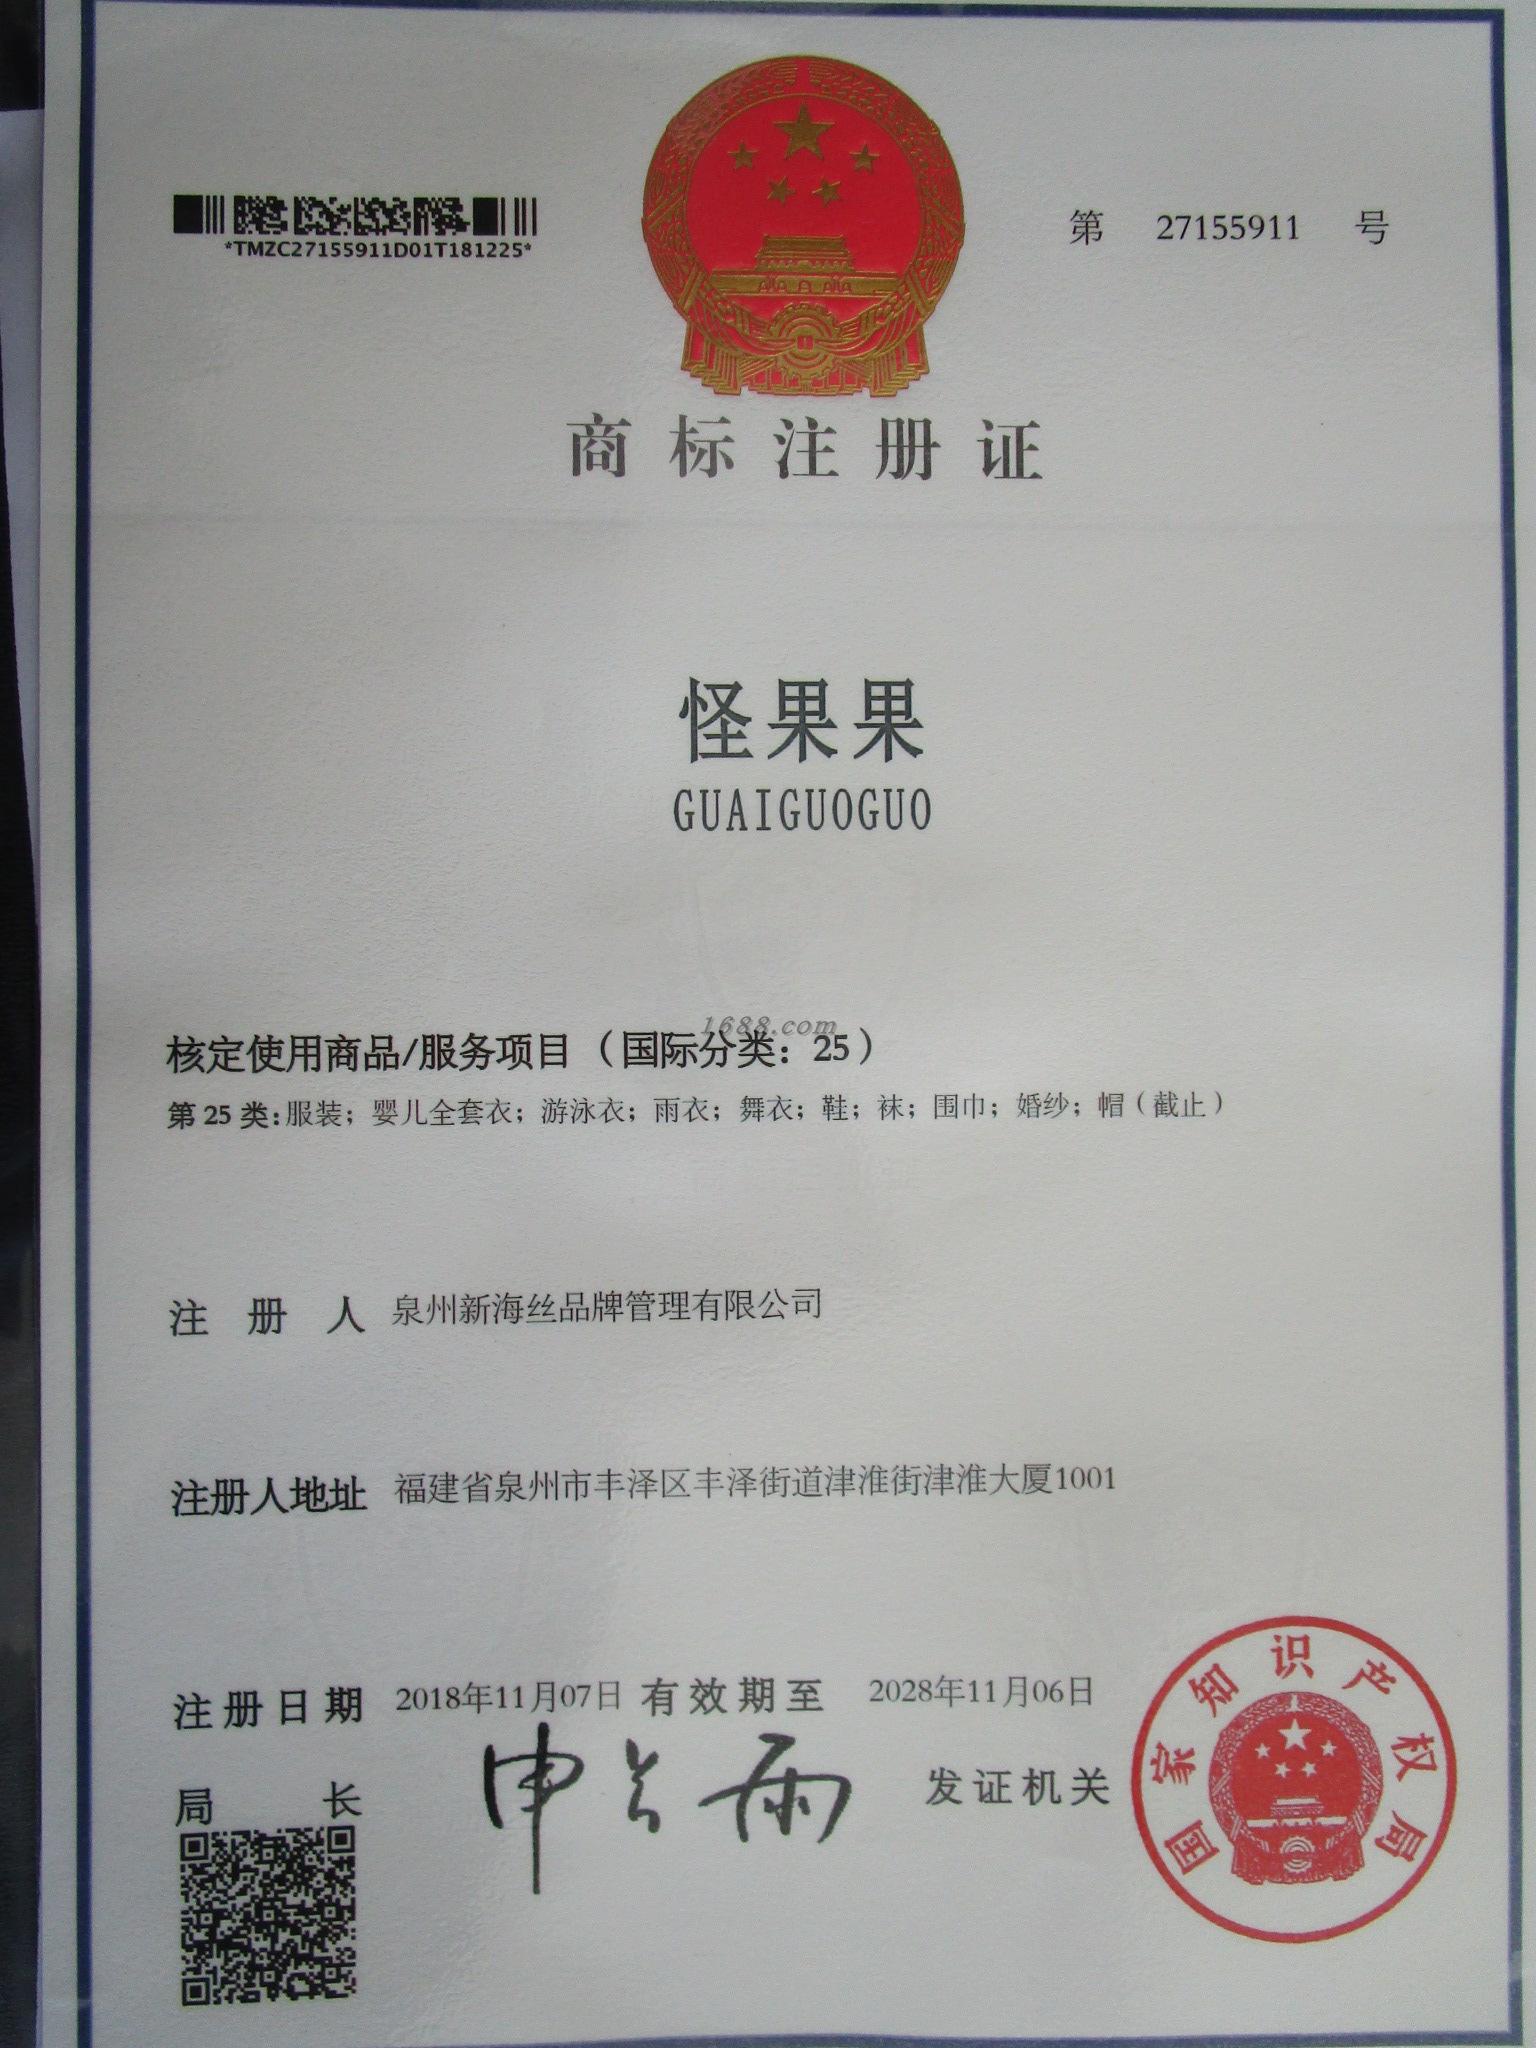 *TMZC27155911D01T181225*
第 27155911 号
商标注册证
怪果果
GUAIGUOGUO
1688.com
核定使用商品/服务项目（国际分类：25）
第25类:服装；婴儿全套衣；游泳衣；雨衣；舞衣；鞋；袜；围巾；婚纱；帽（截止）
注册人 泉州新海丝品牌管理有限公司
注册人地址 福建省泉州市丰泽区丰泽街道津淮街津淮大厦1001
注册日期 2018年11月07日 有效期至 2028年11月06日
局长 申长雨 发证机关
国家知识产权局